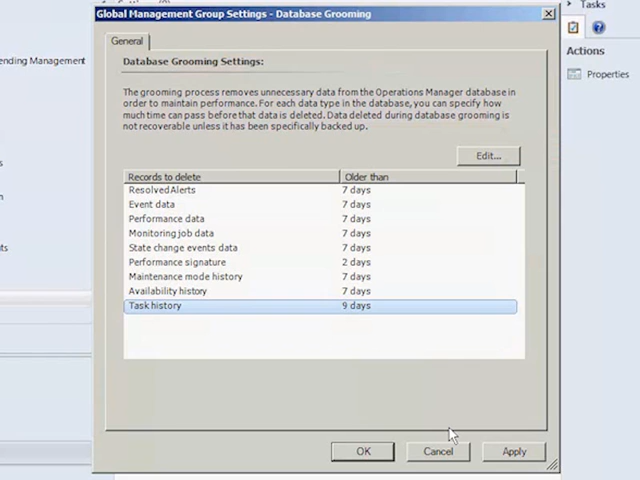 Tasks
Global Management Group Settings - Database Grooming
General
Database Grooming Settings:
ending Management
Actions
Properties
The grooming process removes unnecessary data from the Operations Manager database in
order to maintain performance. For each data type in the database, you can specify how
much time can pass before that data is deleted. Data deleted during database grooming is
not recoverable unless it has been specifically backed up.
Edit...
Records to delete Older than
Resolved Alerts 7 days
Event data 7 days
Performance data 7 days
Monitoring job data 7 days
State change events data 7 days
Performance signature 2 days
Maintenance mode history 7 days
Availability history 7 days
Task history 9 days
OK Cancel Apply